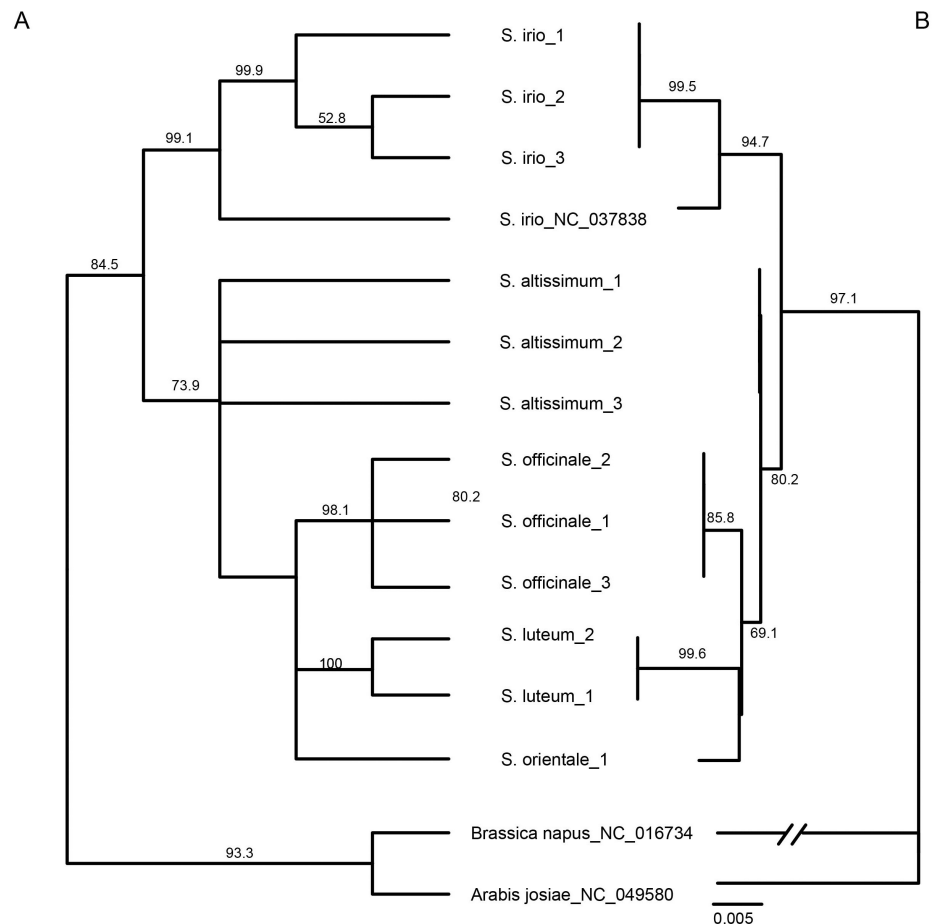 A B
S. irio_1
99.9 S. irio_2 99.5
52.8
99.1 S. irio_3 94.7
S. irio_NC_037838
84.5 S. altissimum_1 97.1
S. altissimum_2
73.9 S. altissimum_3
S. officinale_2
80.2 80.2
98.1 S. officinale_1 85.8
S. officinale_3
S. luteum_2 69.1
100 99.6
S. luteum_1
S. orientale_1
Brassica napus_NC_016734
93.3
Arabis josiae_NC_049580
0.005